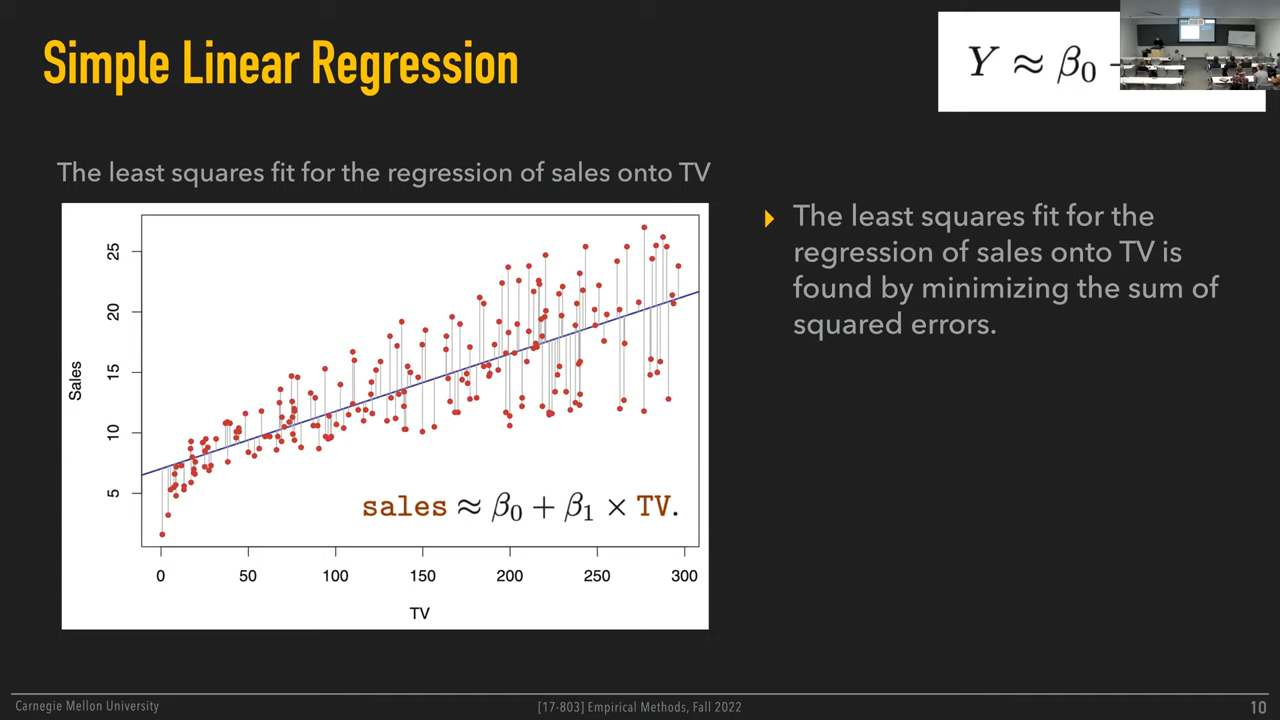 Simple Linear Regression
Y ≈ β₀
The least squares fit for the regression of sales onto TV
The least squares fit for the
regression of sales onto TV is
found by minimizing the sum of
squared errors.
25
20
15
10
5
Sales
sales ≈ β₀ + β₁ × TV.
0 50 100 150 200 250 300
TV
Carnegie Mellon University
[17-803] Empirical Methods, Fall 2022
10